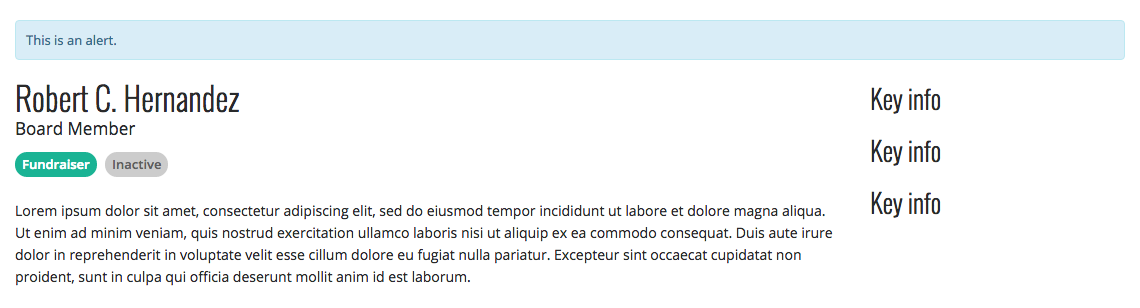 This is an alert.
Robert C. Hernandez
Board Member
Fundraiser Inactive
Lorem ipsum dolor sit amet, consectetur adipiscing elit, sed do eiusmod tempor incididunt ut labore et dolore magna aliqua.
Ut enim ad minim veniam, quis nostrud exercitation ullamco laboris nisi ut aliquip ex ea commodo consequat. Duis aute irure
dolor in reprehenderit in voluptate velit esse cillum dolore eu fugiat nulla pariatur. Excepteur sint occaecat cupidatat non
proident, sunt in culpa qui officia deserunt mollit anim id est laborum.
Key info
Key info
Key info